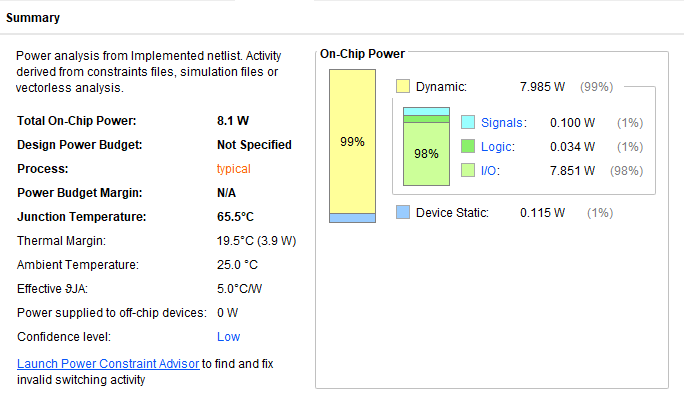 Summary
Power analysis from Implemented netlist. Activity
derived from constraints files, simulation files or
vectorless analysis.
Total On-Chip Power: 8.1 W
Design Power Budget: Not Specified
Process: typical
Power Budget Margin: N/A
Junction Temperature: 65.5°C
Thermal Margin: 19.5°C (3.9 W)
Ambient Temperature: 25.0 °C
Effective ϑJA: 5.0°C/W
Power supplied to off-chip devices: 0 W
Confidence level: Low
Launch Power Constraint Advisor to find and fix
invalid switching activity
On-Chip Power
Dynamic: 7.985 W (99%)
Signals: 0.100 W (1%)
99%
Logic: 0.034 W (1%)
98%
I/O: 7.851 W (98%)
Device Static: 0.115 W (1%)